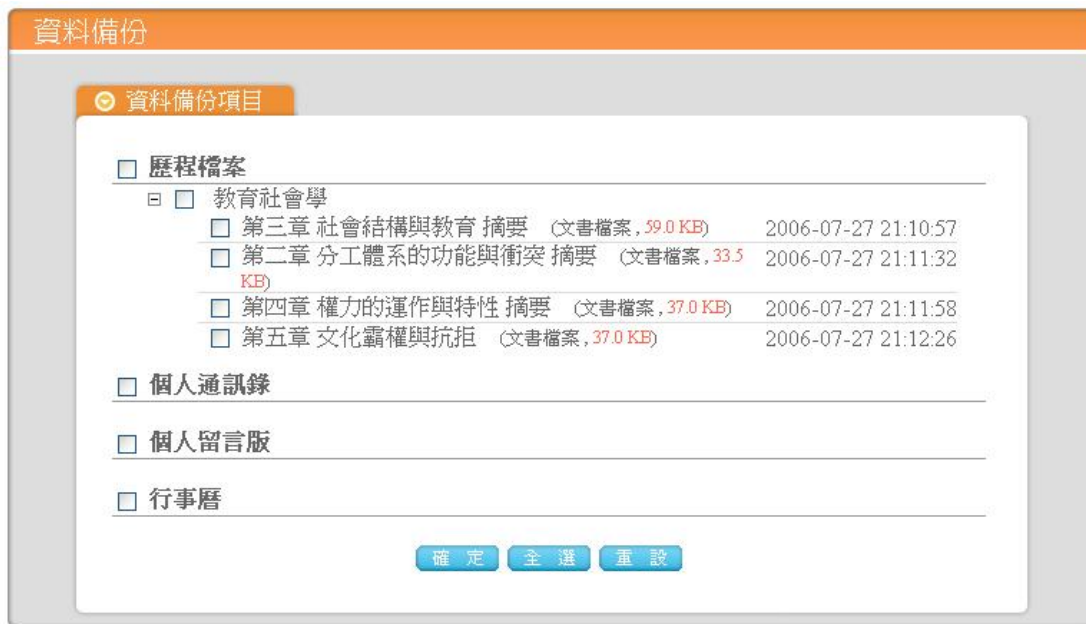 資料備份
資料備份項目
歷程檔案
教育社會學
第三章 社會結構與教育 摘要 (文書檔案, 59.0 KB) 2006-07-27 21:10:57
第二章 分工體系的功能與衝突 摘要 (文書檔案, 33.5 2006-07-27 21:11:32
KB)
第四章 權力的運作與特性 摘要 (文書檔案, 37.0 KB) 2006-07-27 21:11:58
第五章 文化霸權與抗拒 (文書檔案, 37.0 KB) 2006-07-27 21:12:26
個人通訊錄
個人留言版
行事曆
確 定 全 選 重 設